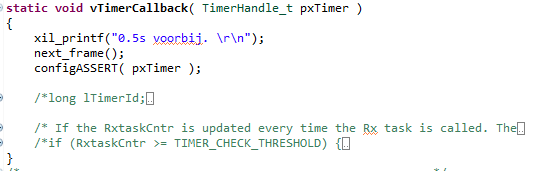 static void vTimerCallback( TimerHandle_t pxTimer )
{
xil_printf("0.5s voorbij. \r\n");
next_frame();
configASSERT( pxTimer );
/*long lTimerId;
/* If the RxtaskCntr is updated every time the Rx task is called. The
/*if (RxtaskCntr >= TIMER_CHECK_THRESHOLD) {
}